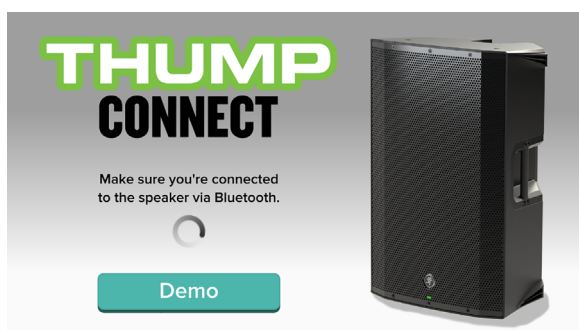 THUMP
CONNECT
Make sure you're connected
to the speaker via Bluetooth.
Demo